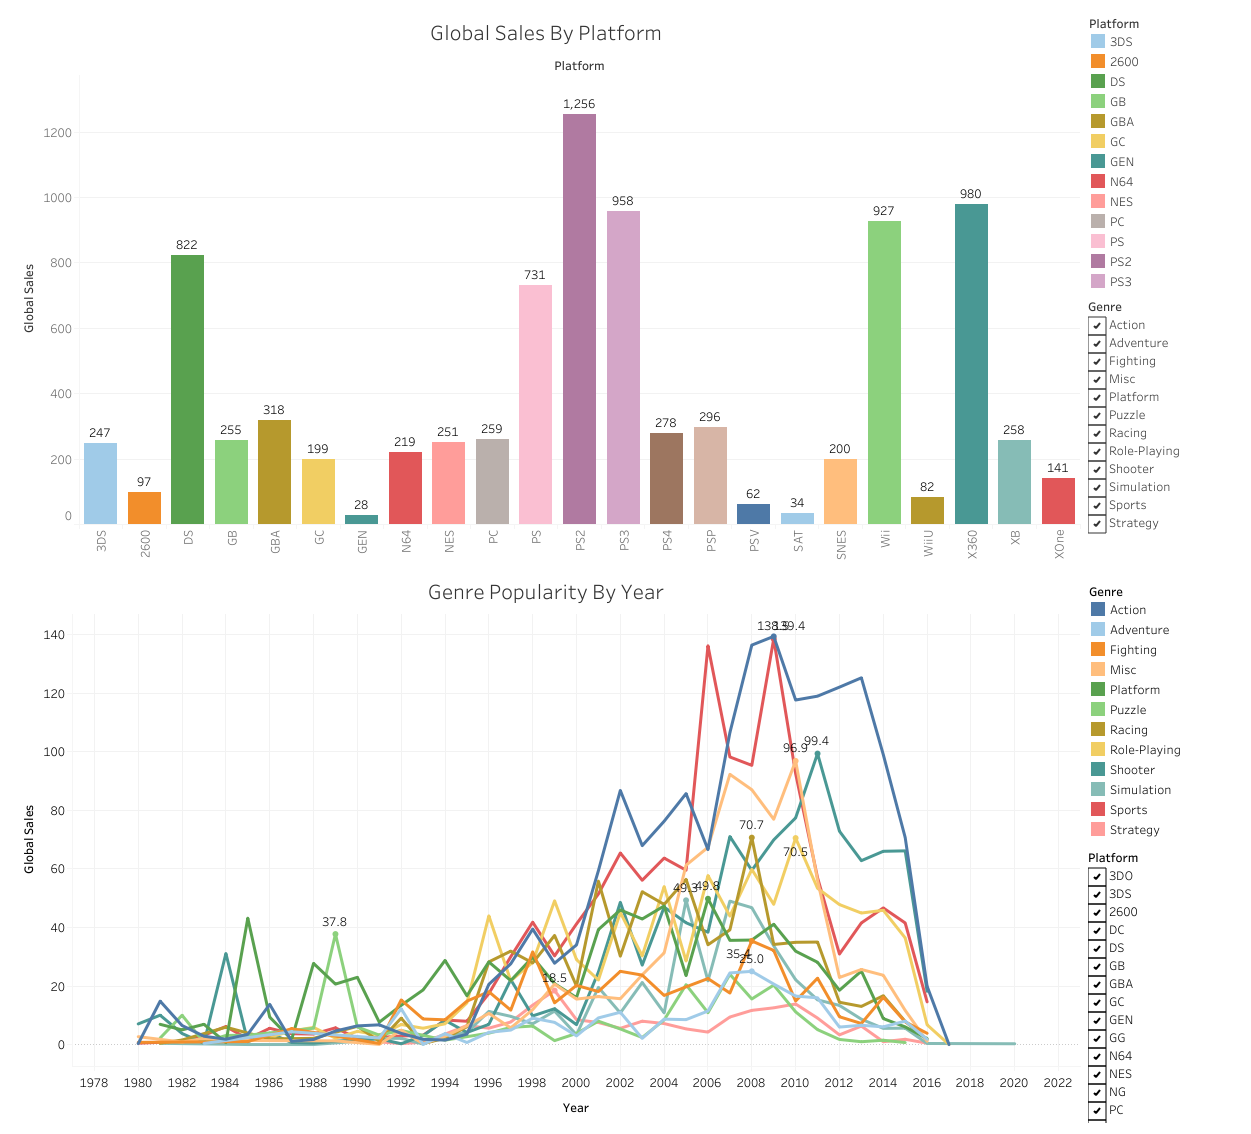 Global Sales By Platform
Platform
Global Sales
1200
1000
800
600
400
200
0
247
97
822
255
318
199
28
219
251
259
731
1,256
958
278
296
62
34
200
927
82
980
258
141
3DS
2600
DS
GB
GBA
GC
GEN
N64
NES
PC
PS
PS2
PS3
PS4
PSP
PSV
SAT
SNES
Wii
WiiU
X360
XB
XOne
Platform
3DS
2600
DS
GB
GBA
GC
GEN
N64
NES
PC
PS
PS2
PS3
Genre
Action
Adventure
Fighting
Misc
Platform
Puzzle
Racing
Role-Playing
Shooter
Simulation
Sports
Strategy
Genre Popularity By Year
Global Sales
140
120
100
80
60
40
20
0
37.8
18.5
49.3
49.8
70.7
25.0
139.4
96.9
70.5
99.4
1978
1980
1982
1984
1986
1988
1990
1992
1994
1996
1998
2000
2002
2004
2006
2008
2010
2012
2014
2016
2018
2020
2022
Year
Genre
Action
Adventure
Fighting
Misc
Platform
Puzzle
Racing
Role-Playing
Shooter
Simulation
Sports
Strategy
Platform
3DO
3DS
2600
DC
DS
GB
GBA
GC
GEN
GG
N64
NES
NG
PC